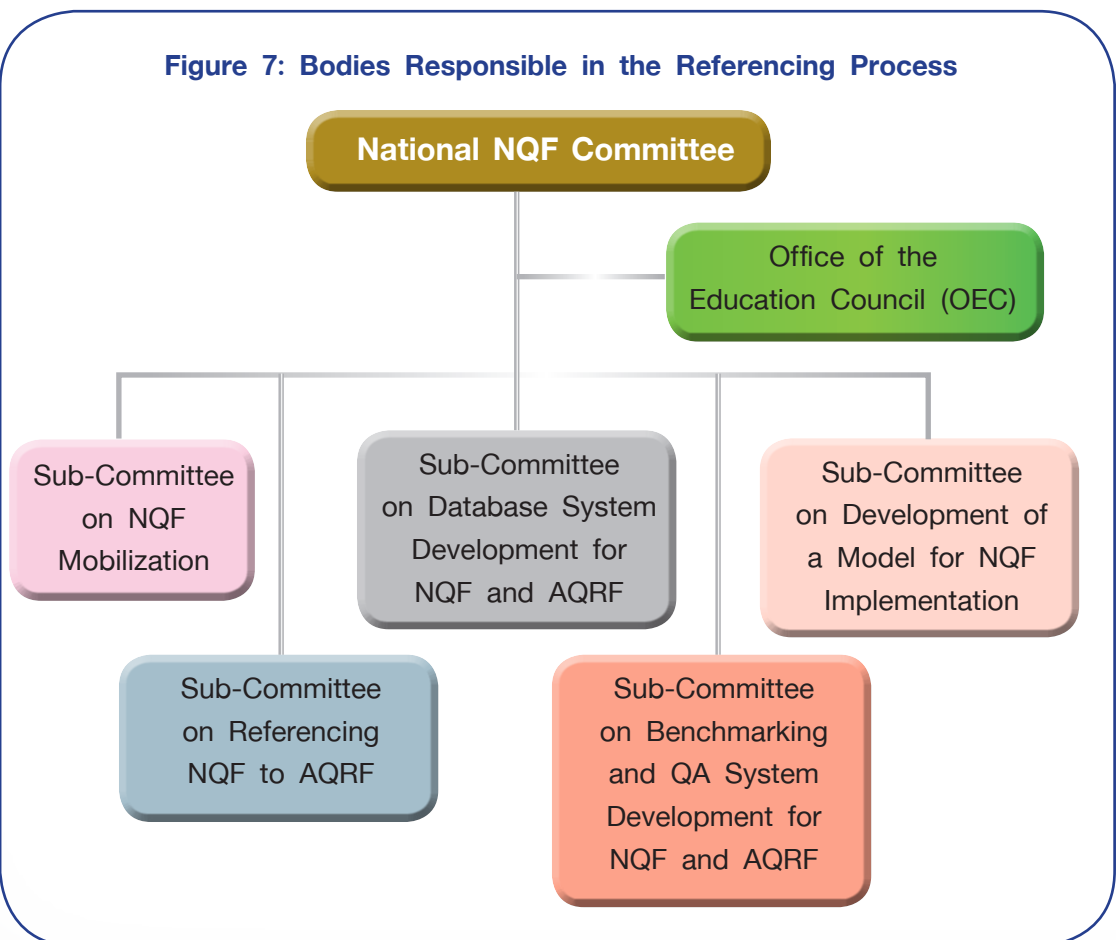 Figure 7: Bodies Responsible in the Referencing Process
National NQF Committee
Office of the
Education Council (OEC)
Sub-Committee
on NQF
Mobilization
Sub-Committee
on Database System
Development for
NQF and AQRF
Sub-Committee
on Development of
a Model for NQF
Implementation
Sub-Committee
on Referencing
NQF to AQRF
Sub-Committee
on Benchmarking
and QA System
Development for
NQF and AQRF